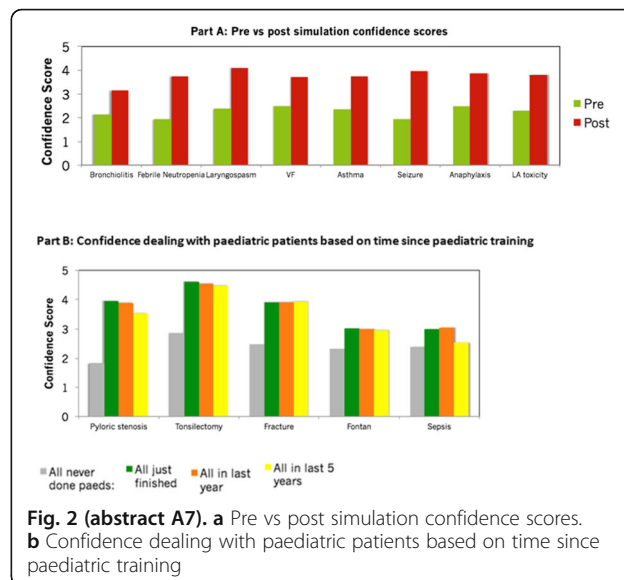 Part A: Pre vs post simulation confidence scores
5
4
3
2
1
0
Confidence Score
Bronchiolitis Febrile Neutropenia Laryngospasm VF Asthma Seizure Anaphylaxis LA toxicity
Pre
Post
Part B: Confidence dealing with paediatric patients based on time since paediatric training
5
4
3
2
1
0
Confidence Score
Pyloric stenosis Tonsilectomy Fracture Fontan Sepsis
All never
done paeds:
All just
finished
All in last
year
All in last 5
years
Fig. 2 (abstract A7). a Pre vs post simulation confidence scores.
b Confidence dealing with paediatric patients based on time since
paediatric training